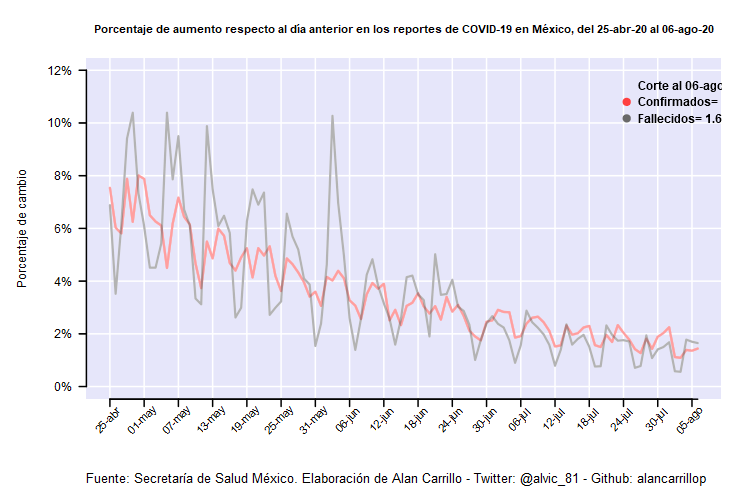 Porcentaje de aumento respecto al día anterior en los reportes de COVID-19 en México, del 25-abr-20 al 06-ago-20
12%
Corte al 06-ago
Confirmados=
Fallecidos= 1.6
10%
8%
6%
4%
2%
0%
Porcentaje de cambio
25-abr
01-may
07-may
13-may
19-may
25-may
31-may
06-jun
12-jun
18-jun
24-jun
30-jun
06-jul
12-jul
18-jul
24-jul
30-jul
05-ago
Fuente: Secretaría de Salud México. Elaboración de Alan Carrillo - Twitter: @alvic_81 - Github: alancarrillop